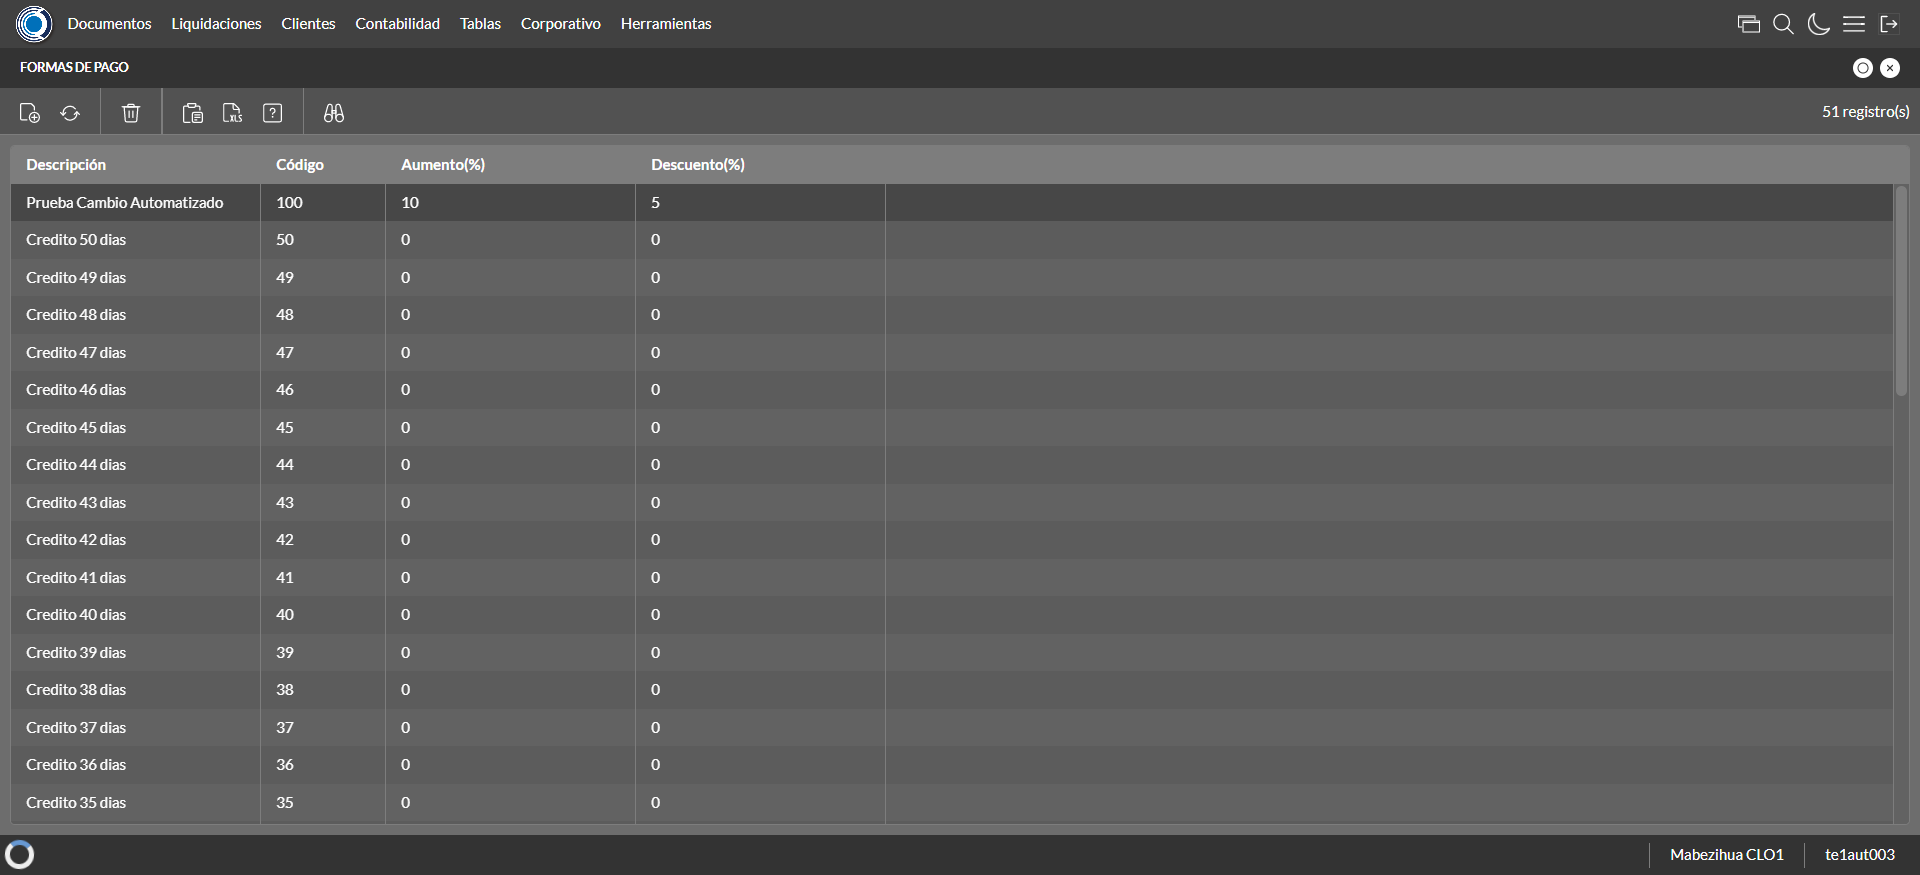 Documentos Liquidaciones Clientes Contabilidad Tablas Corporativo Herramientas
FORMAS DE PAGO
XLS ? 51 registro(s)
Descripción Código Aumento(%) Descuento(%)
Prueba Cambio Automatizado 100 10 5
Credito 50 dias 50 0 0
Credito 49 dias 49 0 0
Credito 48 dias 48 0 0
Credito 47 dias 47 0 0
Credito 46 dias 46 0 0
Credito 45 dias 45 0 0
Credito 44 dias 44 0 0
Credito 43 dias 43 0 0
Credito 42 dias 42 0 0
Credito 41 dias 41 0 0
Credito 40 dias 40 0 0
Credito 39 dias 39 0 0
Credito 38 dias 38 0 0
Credito 37 dias 37 0 0
Credito 36 dias 36 0 0
Credito 35 dias 35 0 0
Mabezihua CLO1 te1aut003